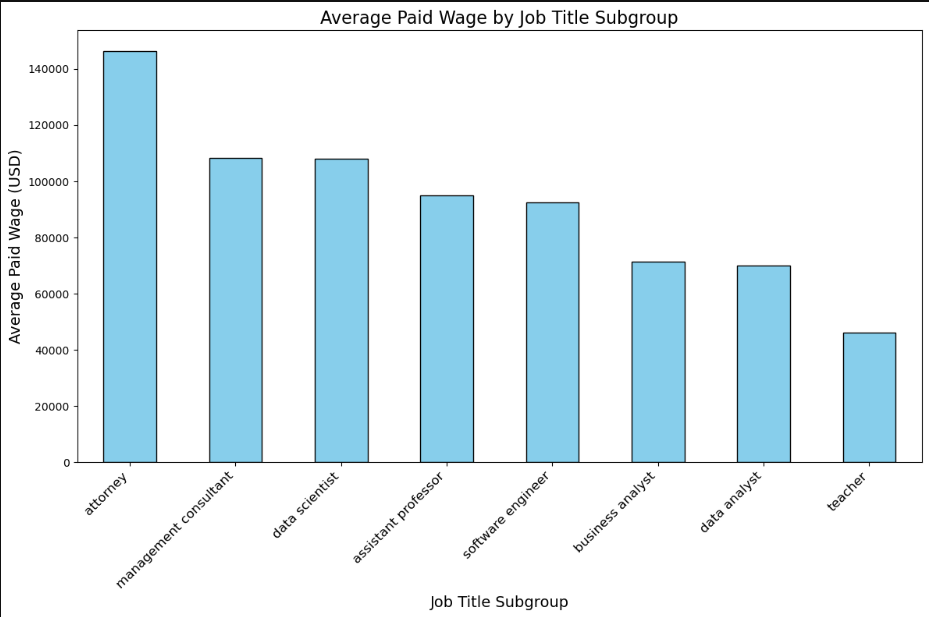 Average Paid Wage by Job Title Subgroup
Average Paid Wage (USD)
140000
120000
100000
80000
60000
40000
20000
0
attorney
management consultant
data scientist
assistant professor
software engineer
business analyst
data analyst
teacher
Job Title Subgroup